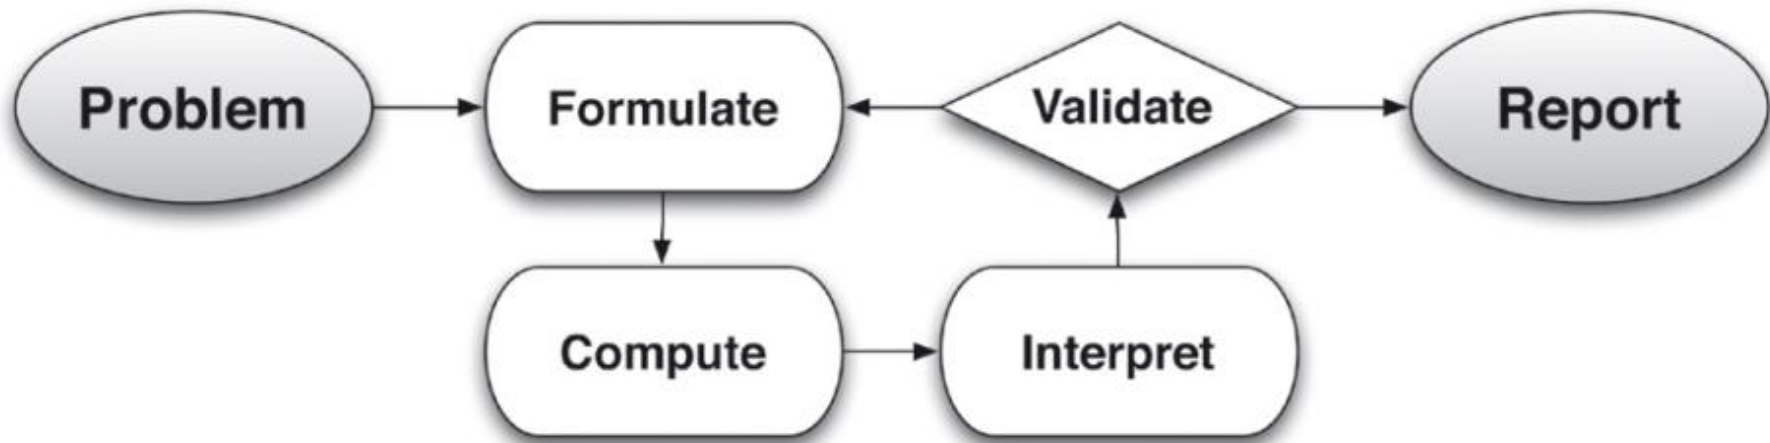 Problem
Formulate
Validate
Report
Compute
Interpret